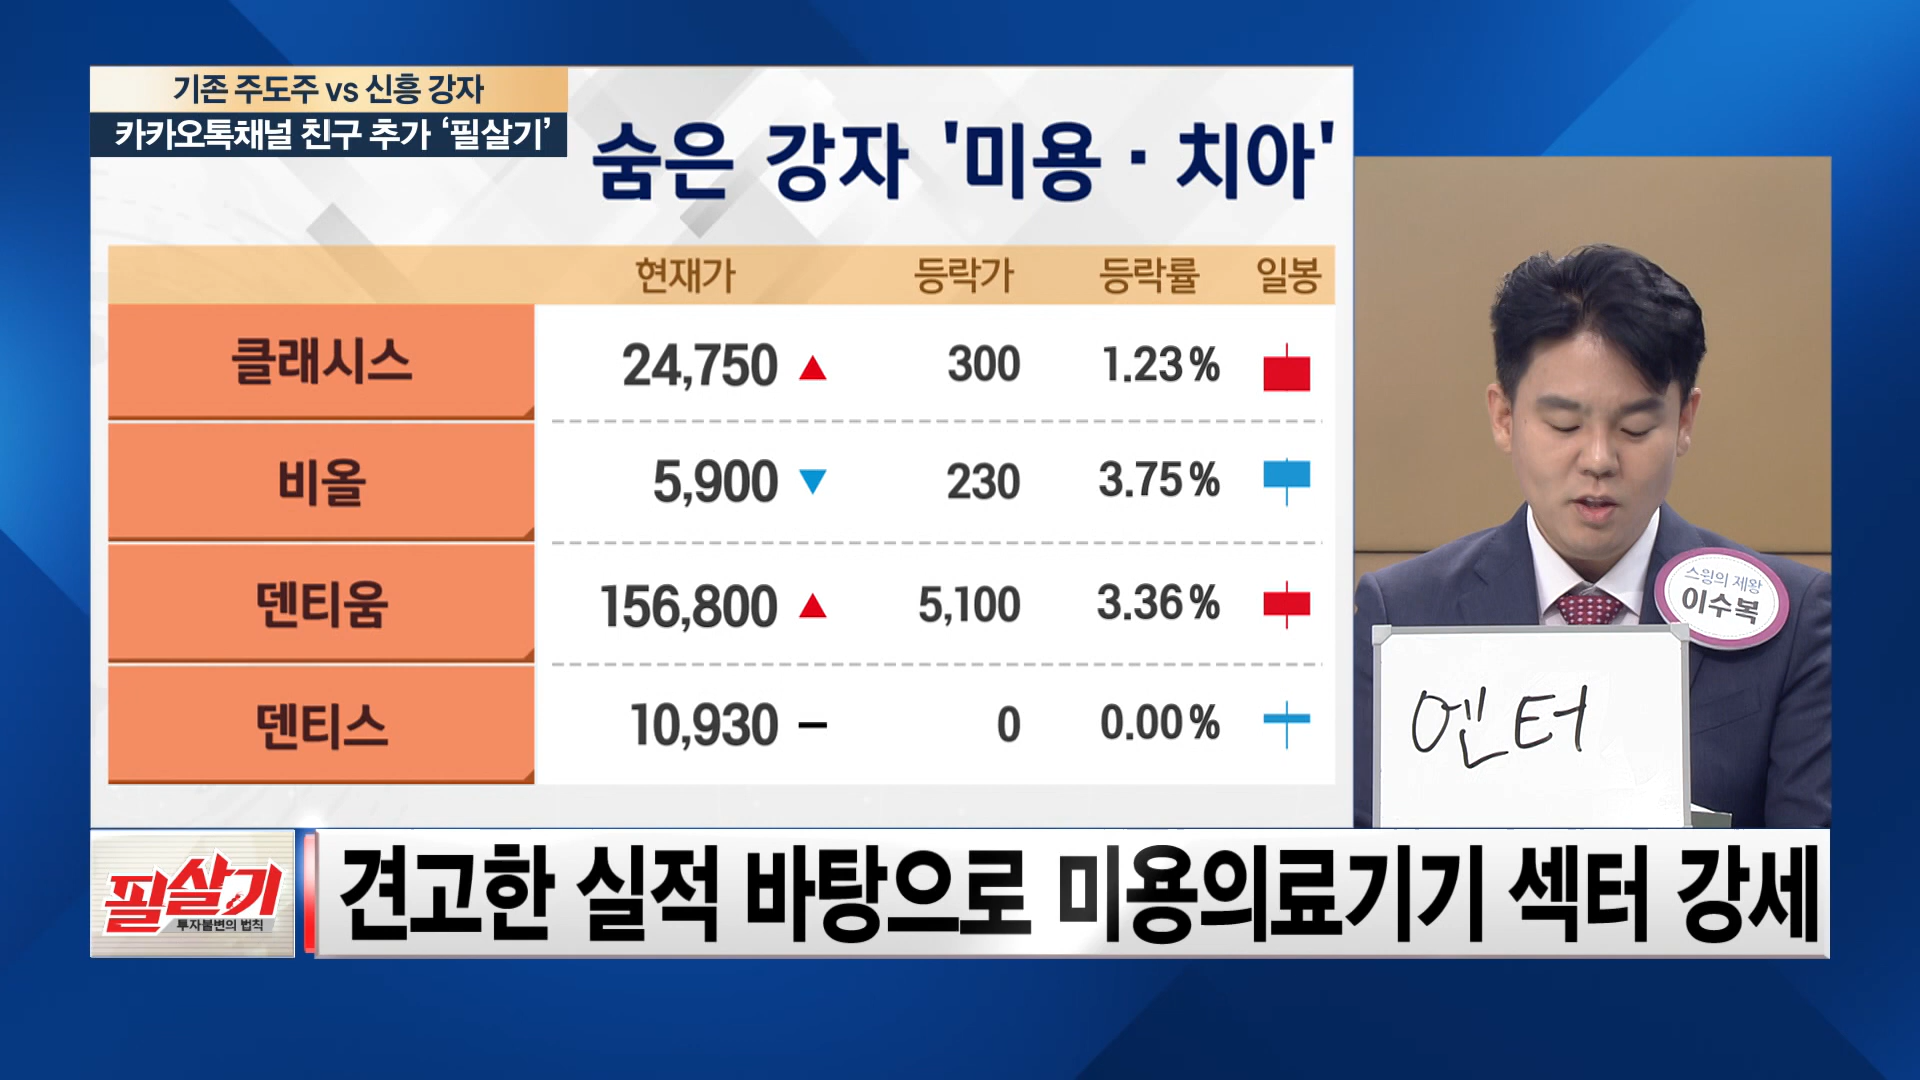 기존 주도주 vs 신흥 강자
카카오톡채널 친구 추가 ‘필살기’
숨은 강자 '미용 · 치아'
현재가 등락가 등락률 일봉
클래시스 24,750 ▲ 300 1.23%
비올 5,900 ▼ 230 3.75%
덴티움 156,800 ▲ 5,100 3.36%
덴티스 10,930 – 0 0.00%
스윙의 제왕
이수복
엔터
필살기
투자불변의 법칙
견고한 실적 바탕으로 미용의료기기 섹터 강세